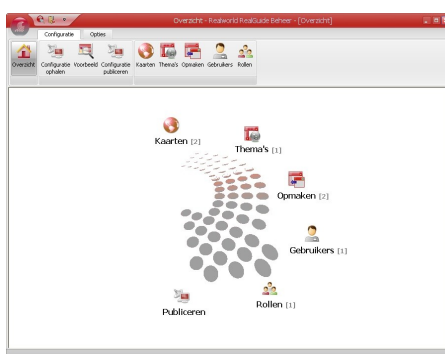 Overzicht - Realworld RealGuide Beheer - [Overzicht]
Configuratie Opties
Overzicht Configuratie ophalen Voorbeeld Configuratie publiceren Kaarten Thema's Opmaken Gebruikers Rollen
Kaarten [2]
Thema's [1]
Opmaken [2]
Gebruikers [1]
Rollen [1]
Publiceren